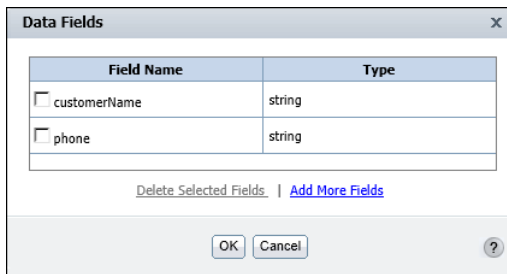 Data Fields x
Field Name Type
customerName string
phone string
Delete Selected Fields | Add More Fields
OK Cancel ?